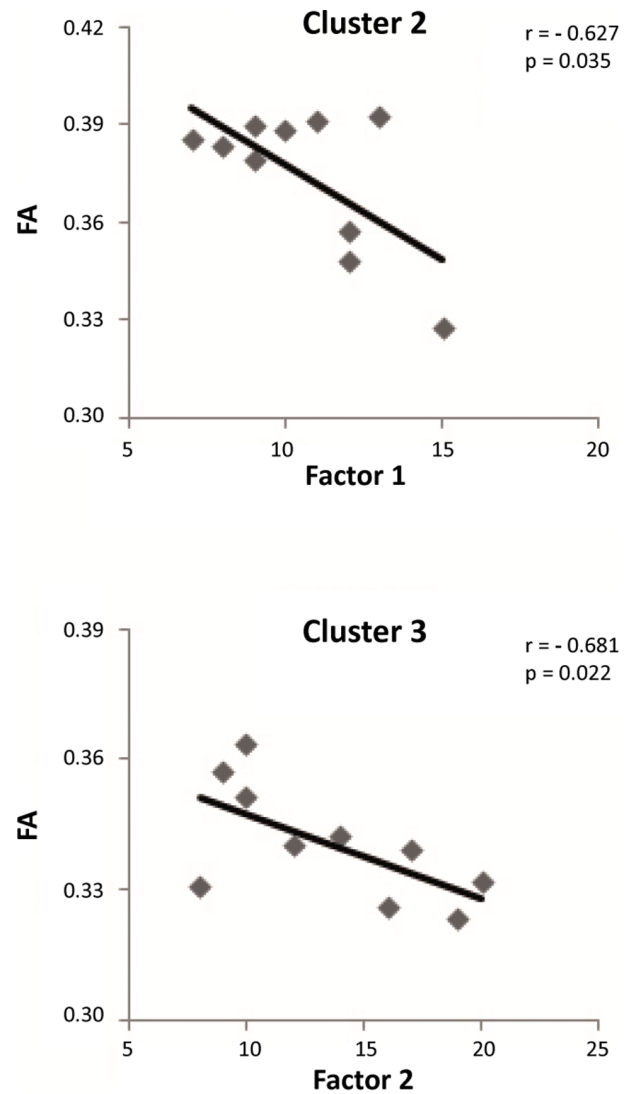 Cluster 2
r = - 0.627
p = 0.035
0.42
0.39
0.36
0.33
0.30
FA
5 10 15 20
Factor 1
Cluster 3
r = - 0.681
p = 0.022
0.39
0.36
0.33
0.30
FA
5 10 15 20 25
Factor 2